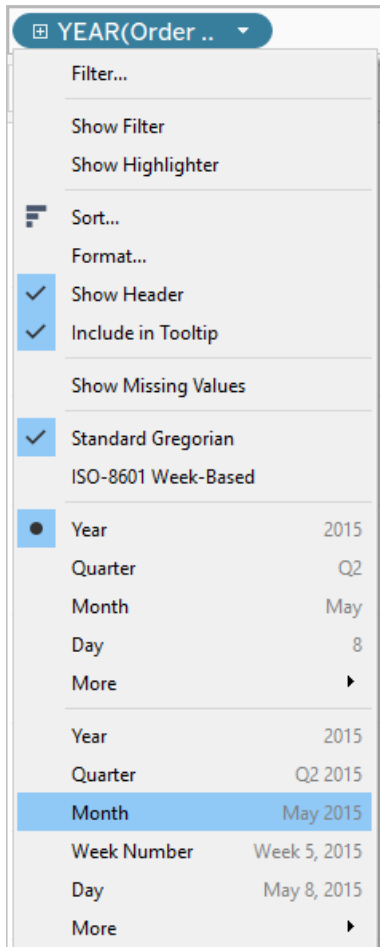 YEAR(Order ..
Filter...
Show Filter
Show Highlighter
Sort...
Format...
Show Header
Include in Tooltip
Show Missing Values
Standard Gregorian
ISO-8601 Week-Based
Year 2015
Quarter Q2
Month May
Day 8
More
Year 2015
Quarter Q2 2015
Month May 2015
Week Number Week 5, 2015
Day May 8, 2015
More